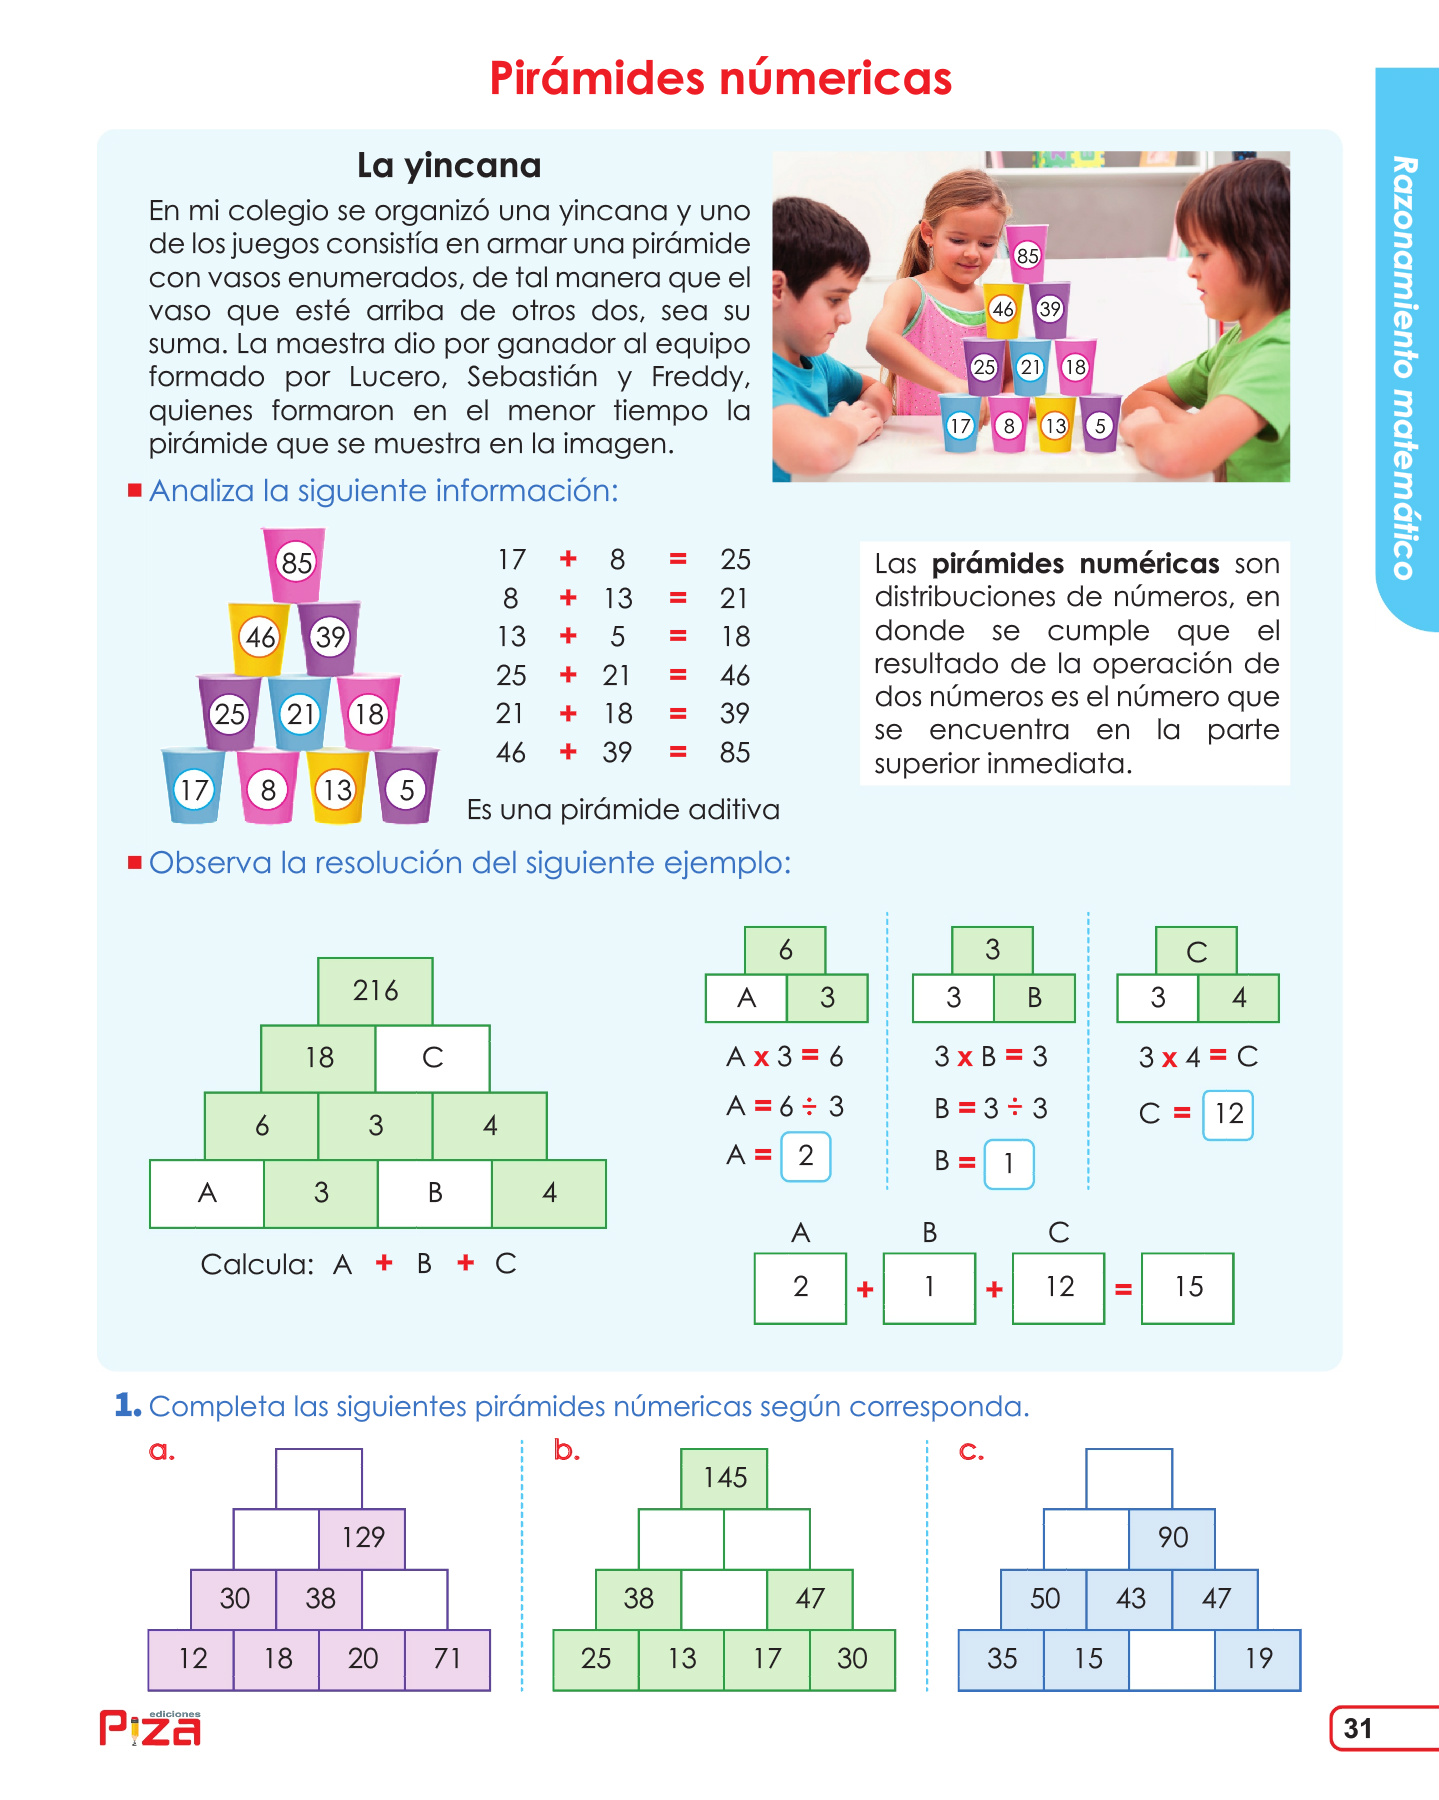 Pirámides númericas
Razonamiento matemático
La yincana
En mi colegio se organizó una yincana y uno
de los juegos consistía en armar una pirámide
con vasos enumerados, de tal manera que el
vaso que esté arriba de otros dos, sea su
suma. La maestra dio por ganador al equipo
formado por Lucero, Sebastián y Freddy,
quienes formaron en el menor tiempo la
pirámide que se muestra en la imagen.
85
46 39
25 21 18
17 8 13 5
Analiza la siguiente información:
85
46 39
25 21 18
17 8 13 5
17 + 8 = 25
8 + 13 = 21
13 + 5 = 18
25 + 21 = 46
21 + 18 = 39
46 + 39 = 85
Es una pirámide aditiva
Las pirámides numéricas son
distribuciones de números, en
donde se cumple que el
resultado de la operación de
dos números es el número que
se encuentra en la parte
superior inmediata.
Observa la resolución del siguiente ejemplo:
216
18 C
6 3 4
A 3 B 4
Calcula: A + B + C
6
A 3
A x 3 = 6
A = 6 ÷ 3
A = 2
3
3 B
3 x B = 3
B = 3 ÷ 3
B = 1
C
3 4
3 x 4 = C
C = 12
A B C
2 + 1 + 12 = 15
1. Completa las siguientes pirámides númericas según corresponda.
a.
129
30 38
12 18 20 71
b.
145
38 47
25 13 17 30
c.
90
50 43 47
35 15 19
ediciones
Piza
31